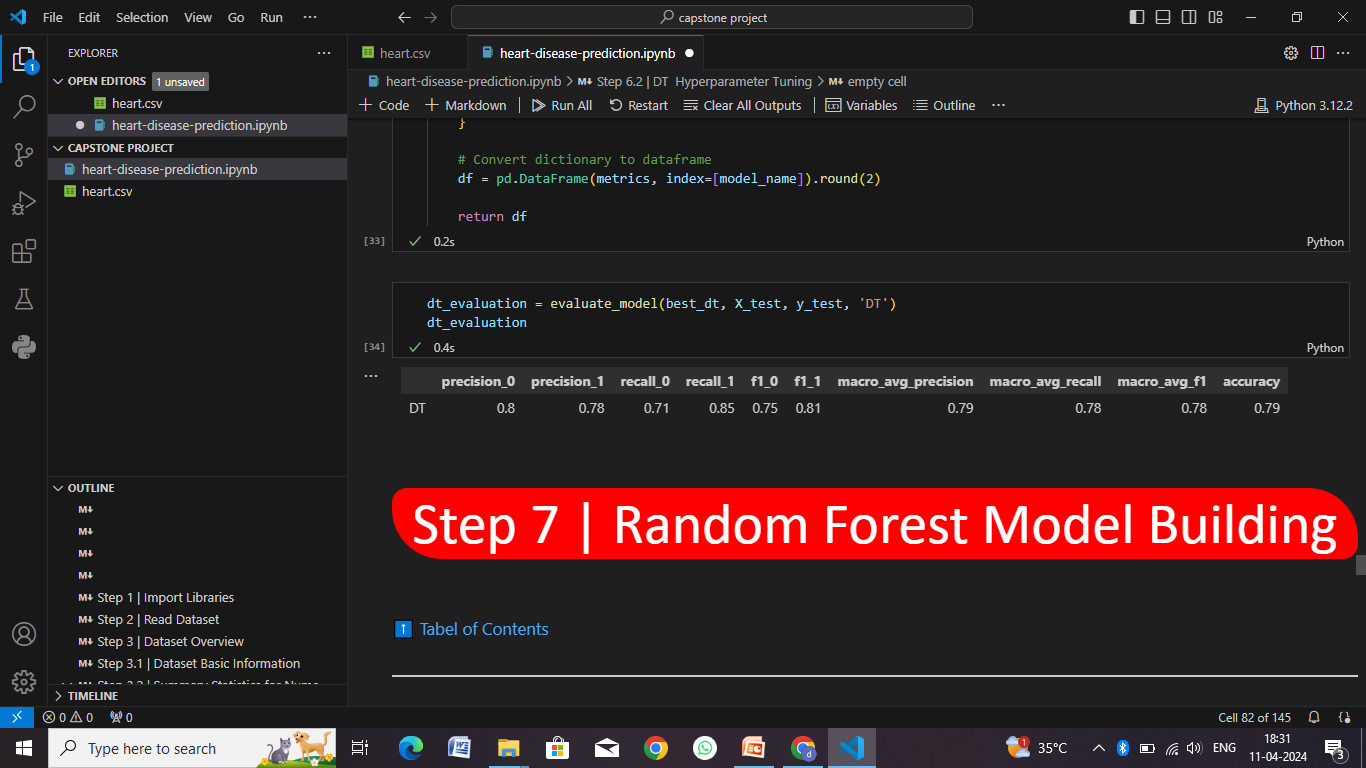 File Edit Selection View Go Run ··· capstone project
EXPLORER ···
OPEN EDITORS 1 unsaved
heart.csv
heart-disease-prediction.ipynb
CAPSTONE PROJECT
heart-disease-prediction.ipynb
heart.csv
OUTLINE
M↓
M↓
M↓
M↓
M↓ Step 1 | Import Libraries
M↓ Step 2 | Read Dataset
M↓ Step 3 | Dataset Overview
M↓ Step 3.1 | Dataset Basic Information
TIMELINE
heart.csv heart-disease-prediction.ipynb
heart-disease-prediction.ipynb > M↓ Step 6.2 | DT Hyperparameter Tuning > M↓ empty cell
+ Code + Markdown | Run All Restart Clear All Outputs | Variables Outline ··· Python 3.12.2
}
# Convert dictionary to dataframe
df = pd.DataFrame(metrics, index=[model_name]).round(2)
return df
[33] ✓ 0.2s Python
dt_evaluation = evaluate_model(best_dt, X_test, y_test, 'DT')
dt_evaluation
[34] ✓ 0.4s Python
precision_0 precision_1 recall_0 recall_1 f1_0 f1_1 macro_avg_precision macro_avg_recall macro_avg_f1 accuracy
DT 0.8 0.78 0.71 0.85 0.75 0.81 0.79 0.78 0.78 0.79
Step 7 | Random Forest Model Building
Tabel of Contents
0 0 0 Cell 82 of 145
Type here to search 35°C ENG 18:31
11-04-2024 3